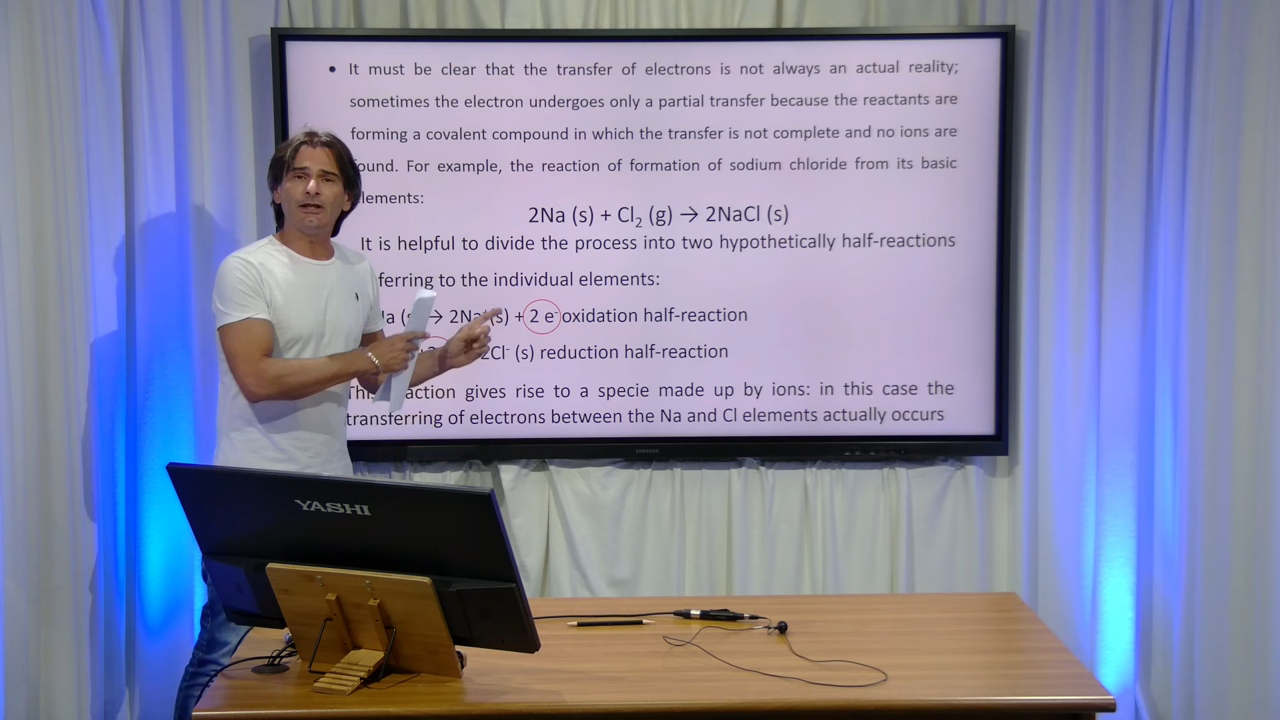 • It must be clear that the transfer of electrons is not always an actual reality;
sometimes the electron undergoes only a partial transfer because the reactants are
forming a covalent compound in which the transfer is not complete and no ions are
ound. For example, the reaction of formation of sodium chloride from its basic
lements:
2Na (s) + Cl₂ (g) → 2NaCl (s)
It is helpful to divide the process into two hypothetically half-reactions
ferring to the individual elements:
→ 2Na⁺(s) + 2 e⁻ oxidation half-reaction
2Cl⁻ (s) reduction half-reaction
action gives rise to a specie made up by ions: in this case the
transferring of electrons between the Na and Cl elements actually occurs
SAMSUNG
YASHI